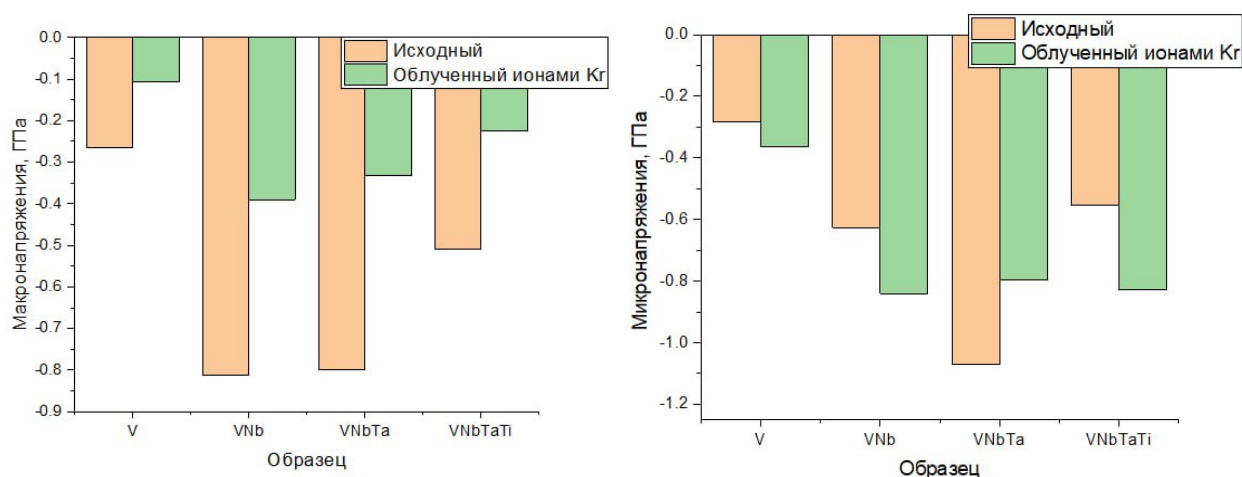 0.0
-0.1
-0.2
-0.3
-0.4
-0.5
-0.6
-0.7
-0.8
-0.9
Макронапряжения, ГПа
Исходный
Облученный ионами Kr
V VNb VNbTa VNbTaTi
Образец
0.0
-0.2
-0.4
-0.6
-0.8
-1.0
-1.2
Микронапряжения, ГПа
Исходный
Облученный ионами Kr
V VNb VNbTa VNbTaTi
Образец